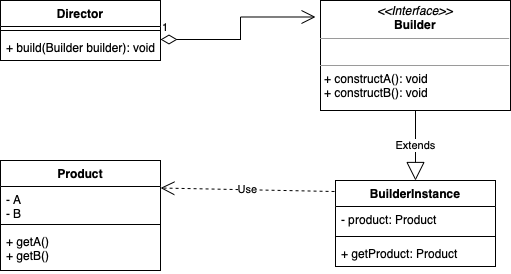 Director
+ build(Builder builder): void
1
<<Interface>>
Builder
+ constructA(): void
+ constructB(): void
Extends
Product
- A
- B
+ getA()
+ getB()
Use
BuilderInstance
- product: Product
+ getProduct: Product